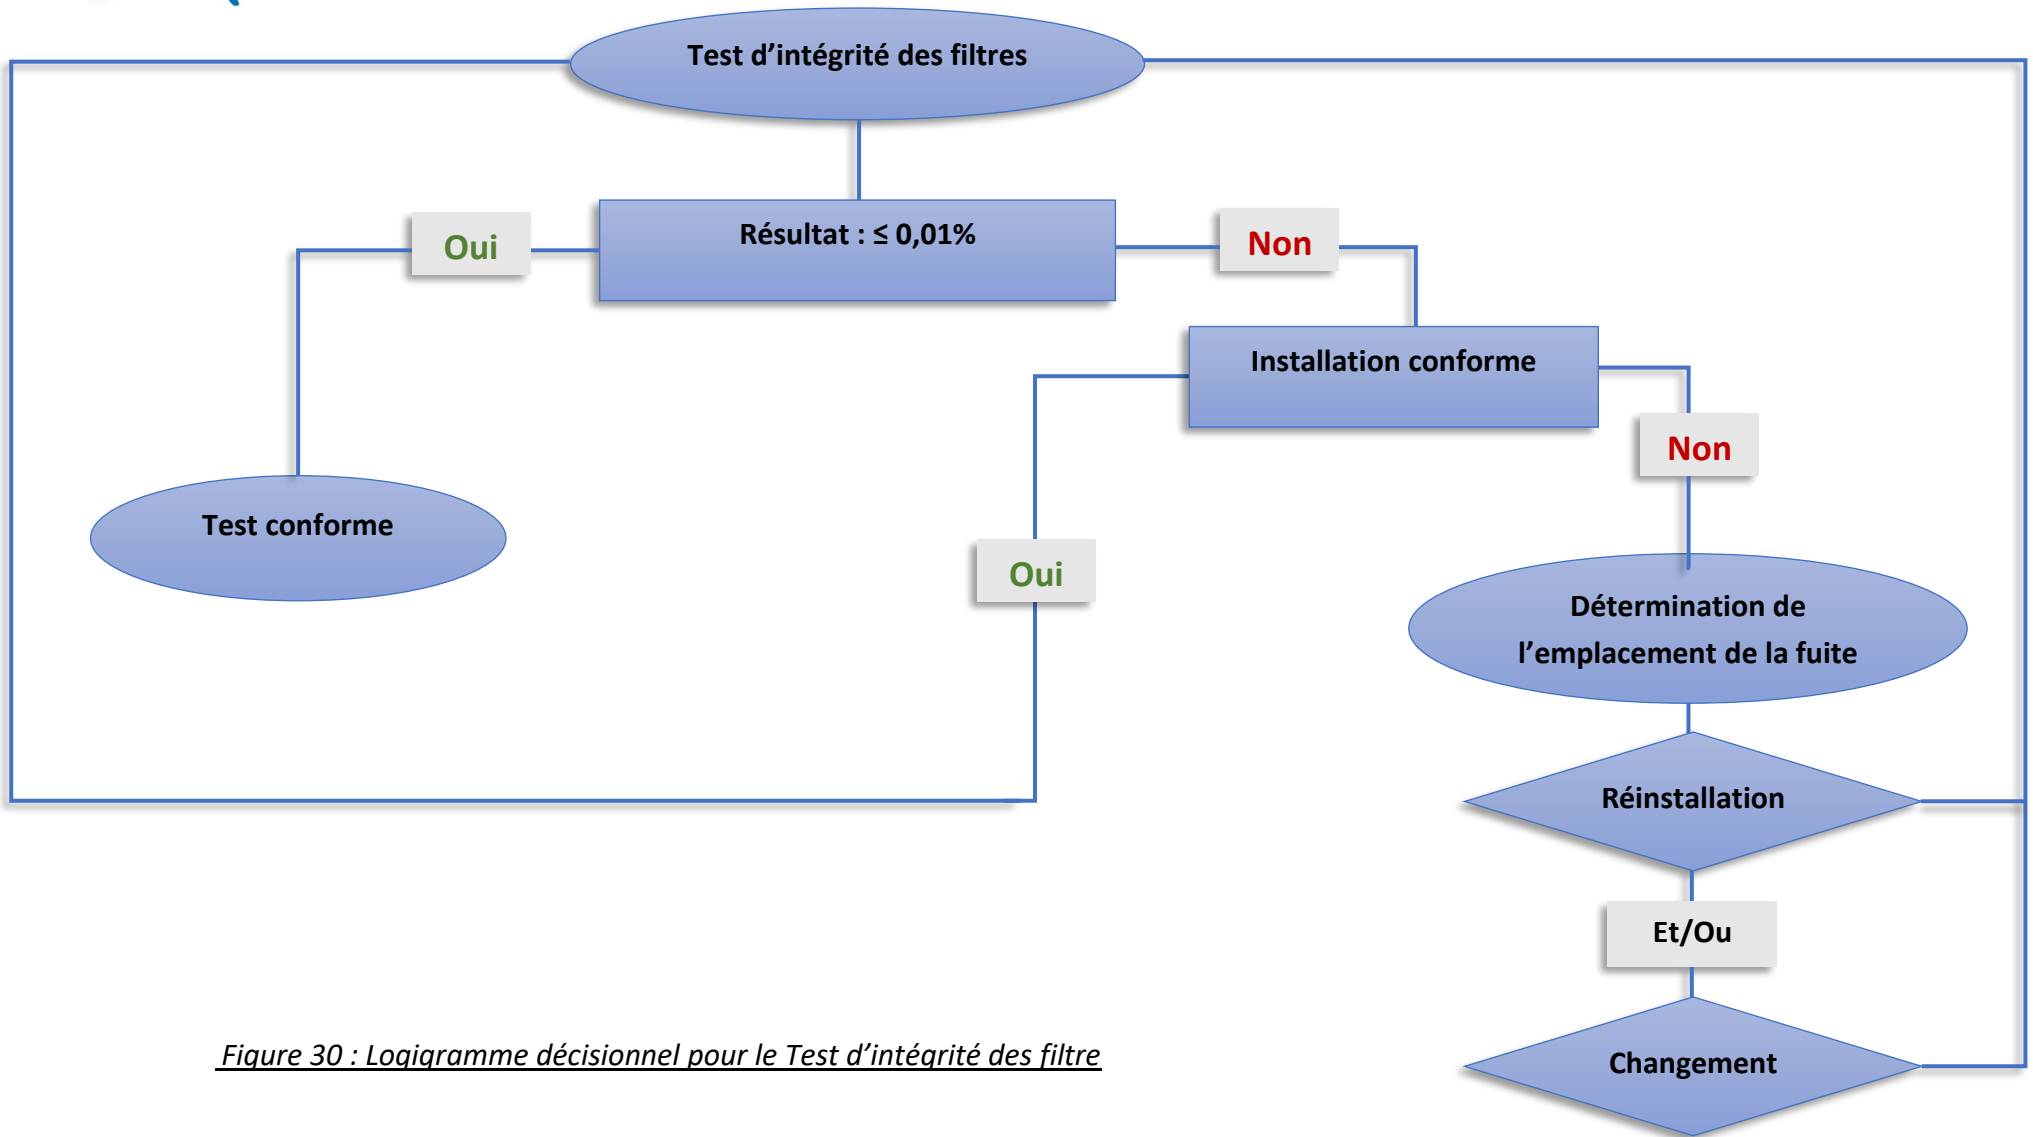 Test d’intégrité des filtres
Résultat : ≤ 0,01%
Oui
Non
Installation conforme
Non
Test conforme
Oui
Détermination de
l’emplacement de la fuite
Réinstallation
Et/Ou
Changement
Figure 30 : Logigramme décisionnel pour le Test d’intégrité des filtre